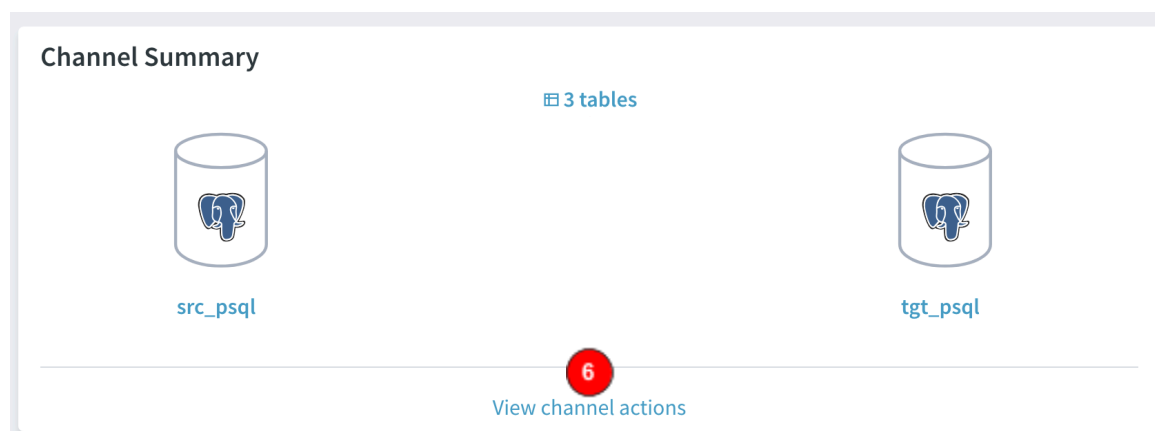 Channel Summary
3 tables
src_psql
tgt_psql
6
View channel actions